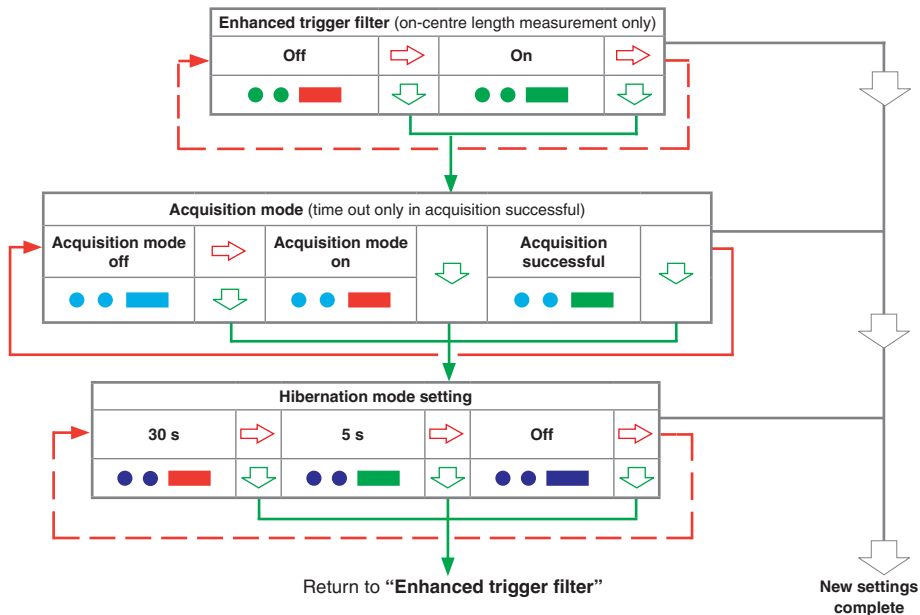 Enhanced trigger filter (on-centre length measurement only)
Off
On
Acquisition mode (time out only in acquisition successful)
Acquisition mode
off
Acquisition mode
on
Acquisition
successful
Hibernation mode setting
30 s
5 s
Off
Return to “Enhanced trigger filter”
New settings
complete